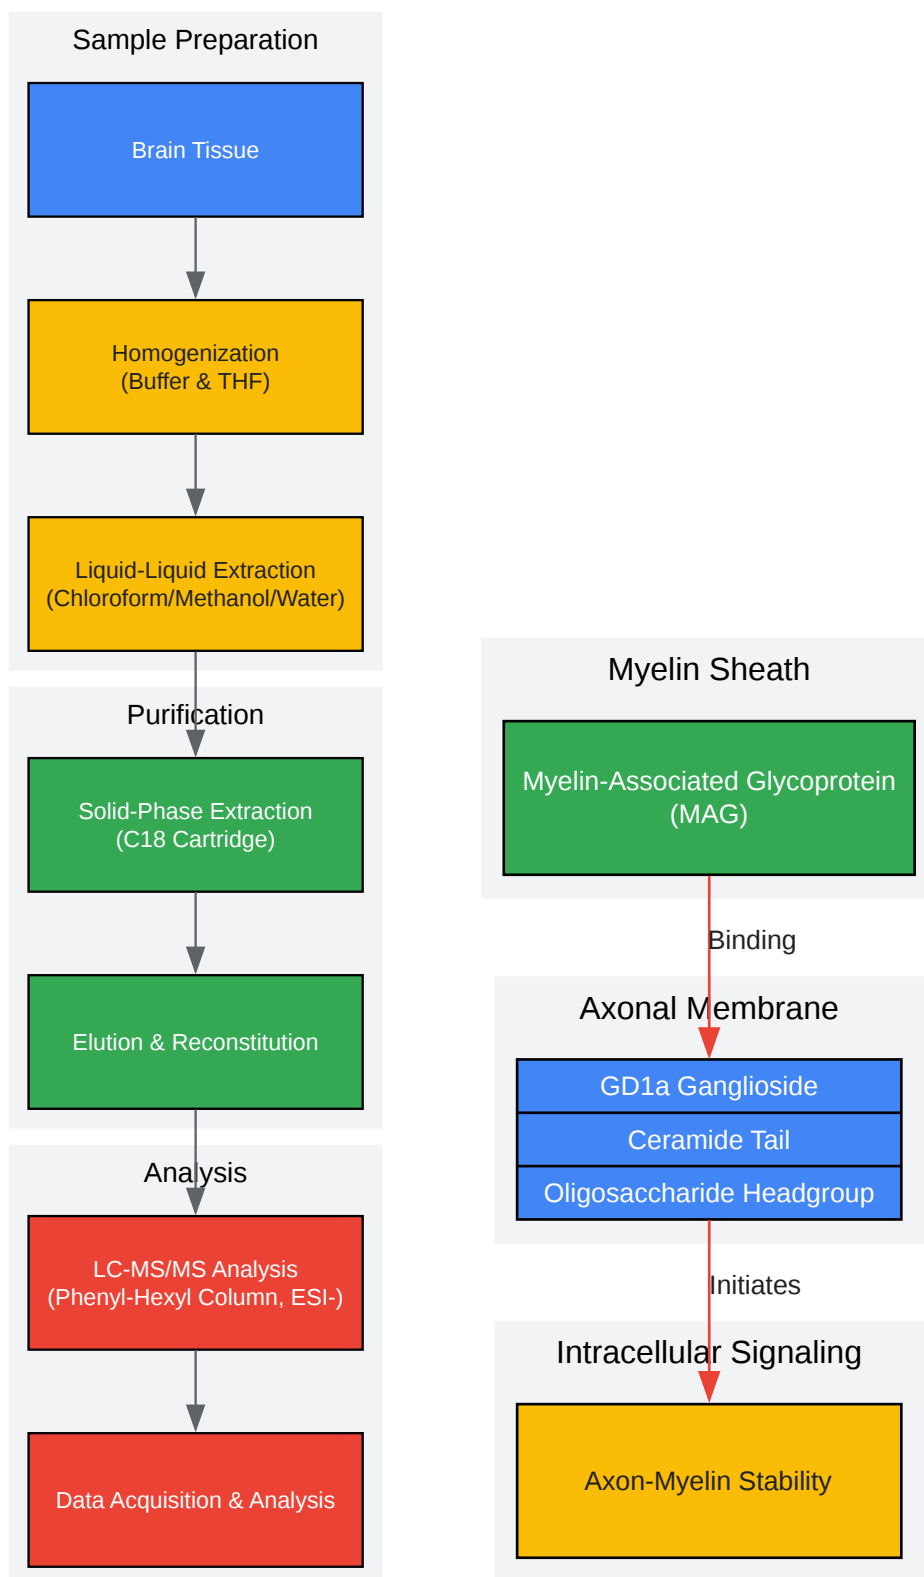 Sample Preparation
Brain Tissue
Homogenization
(Buffer & THF)
Liquid-Liquid Extraction
(Chloroform/Methanol/Water)
Purification
Solid-Phase Extraction
(C18 Cartridge)
Elution & Reconstitution
Analysis
LC-MS/MS Analysis
(Phenyl-Hexyl Column, ESI-)
Data Acquisition & Analysis
Myelin Sheath
Myelin-Associated Glycoprotein
(MAG)
Binding
Axonal Membrane
GD1a Ganglioside
Ceramide Tail
Oligosaccharide Headgroup
Initiates
Intracellular Signaling
Axon-Myelin Stability